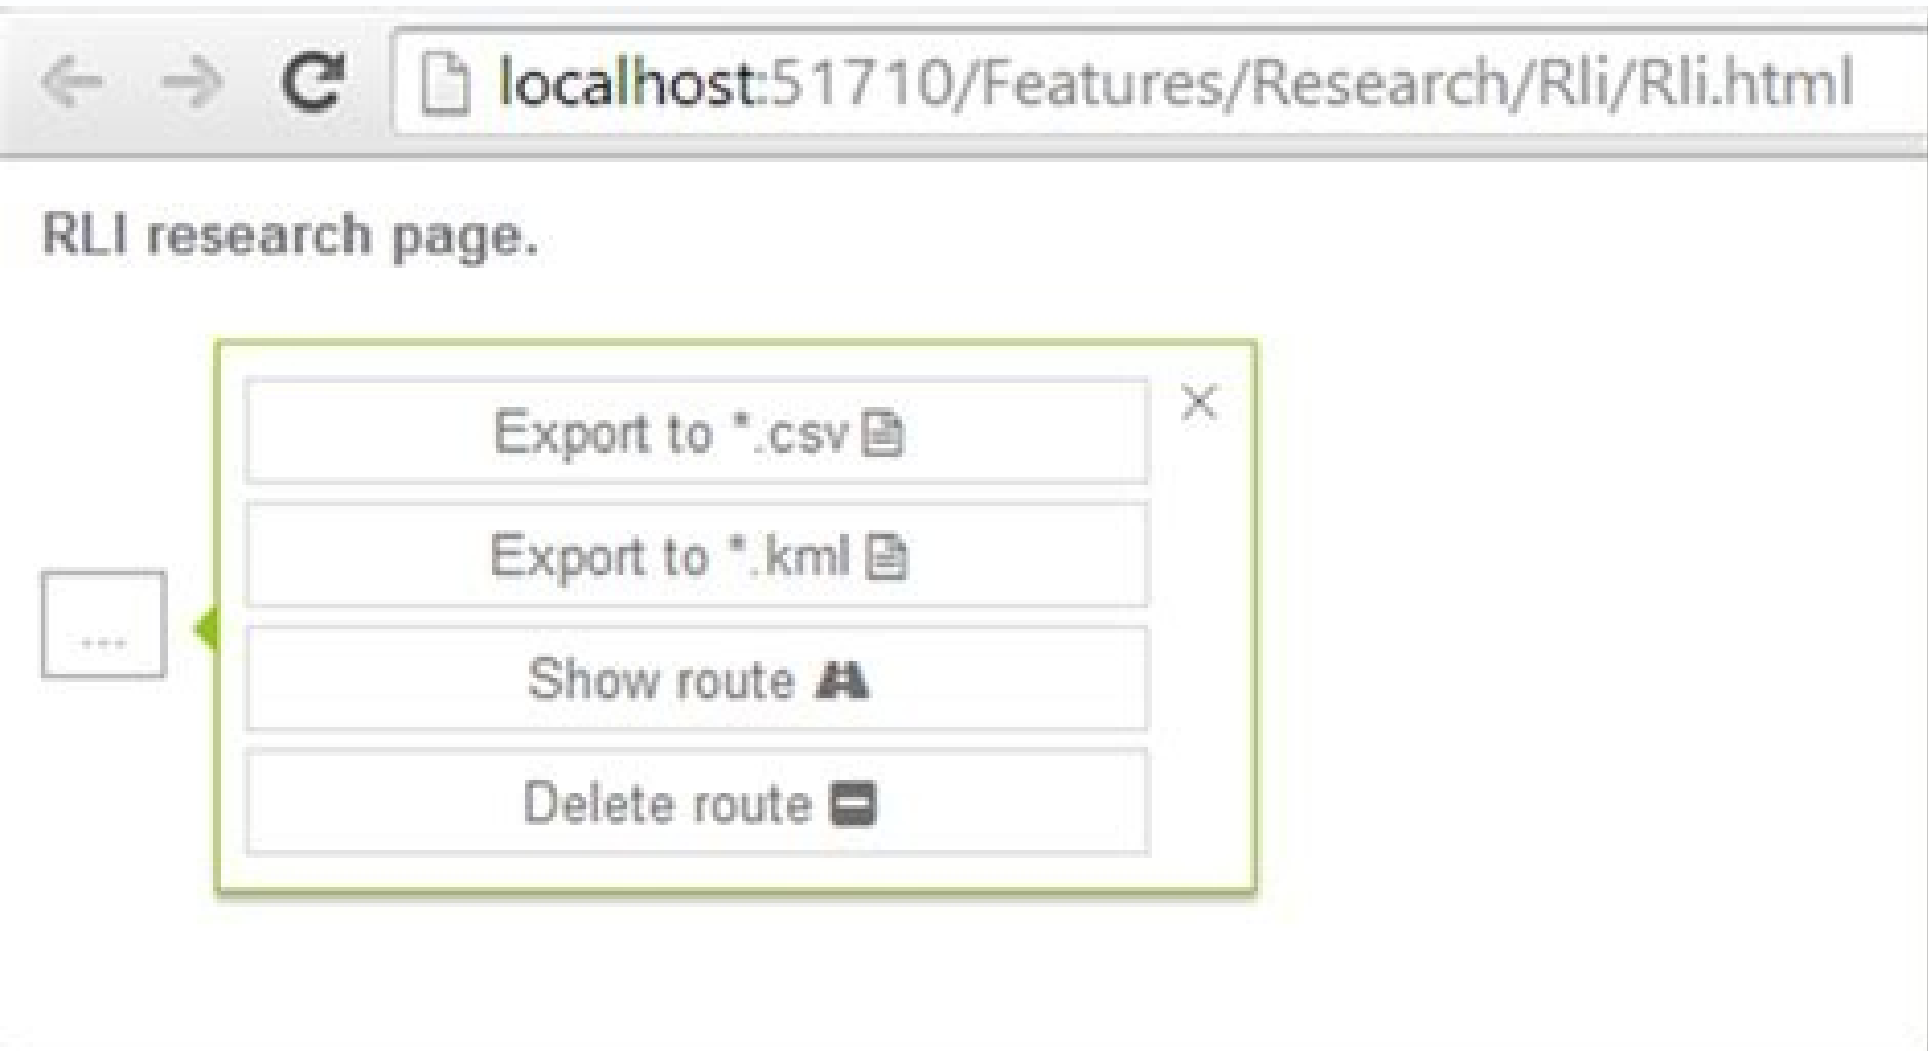 localhost:51710/Features/Research/Rli/Rli.html
RLI research page.
Export to *.csv
Export to *.kml
...
Show route
Delete route